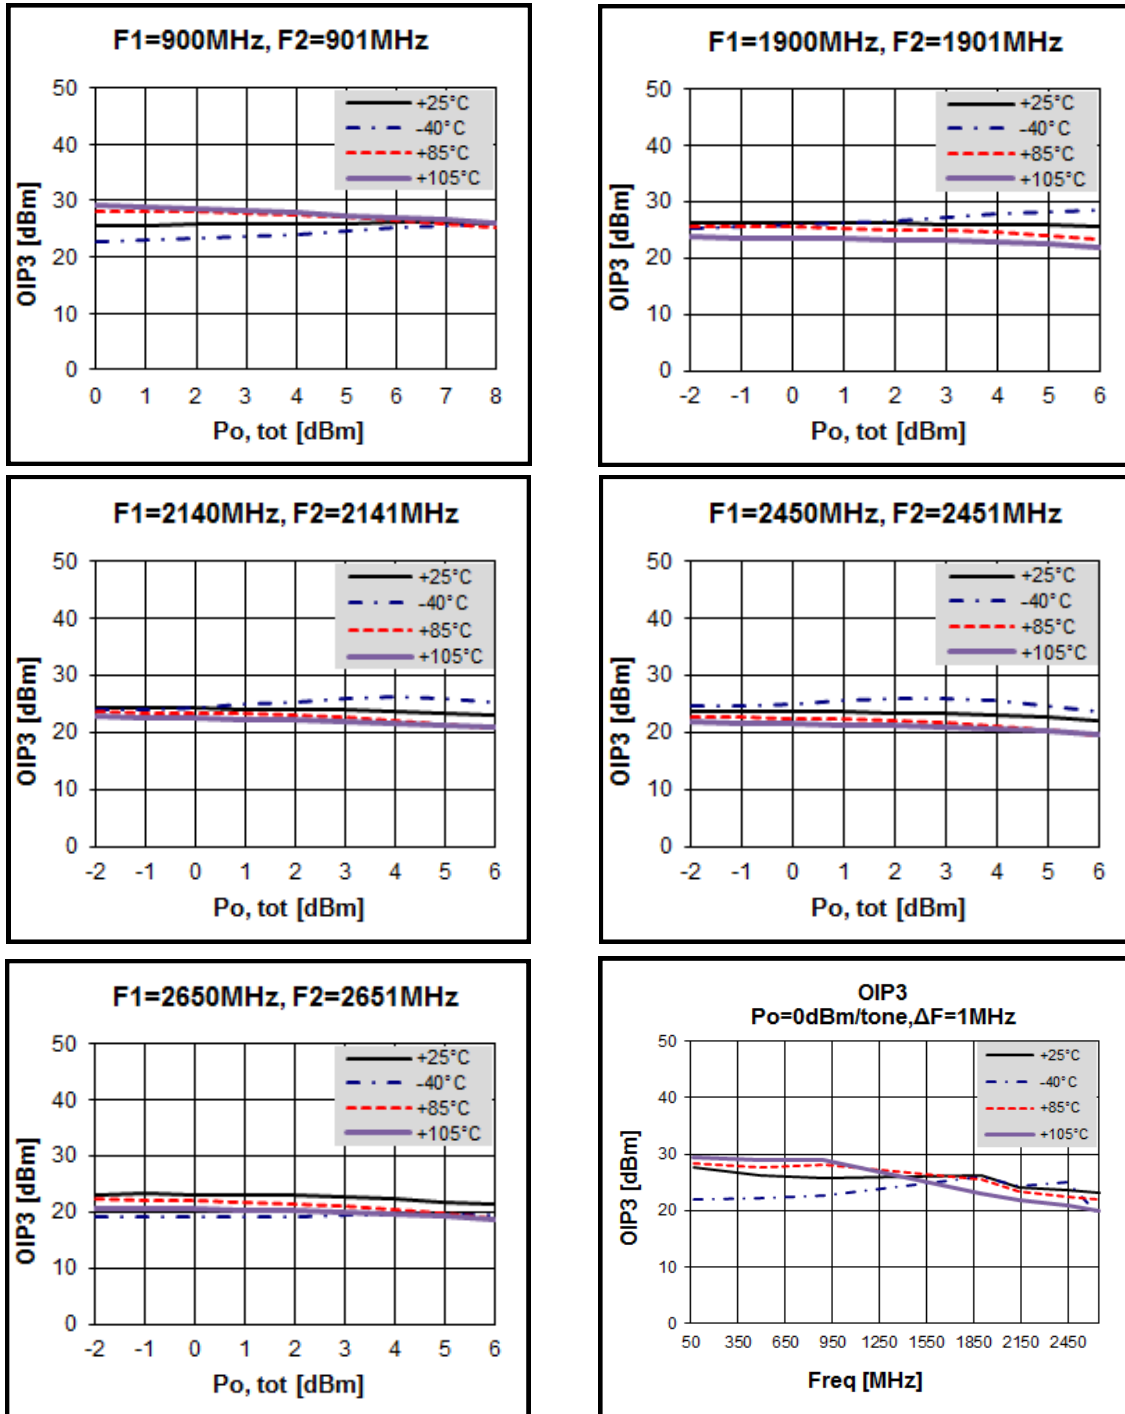 F1=900MHz, F2=901MHz
50
40
30
20
10
0
OIP3 [dBm]
+25°C
-40°C
+85°C
+105°C
0 1 2 3 4 5 6 7 8
Po, tot [dBm]
F1=1900MHz, F2=1901MHz
50
40
30
20
10
0
OIP3 [dBm]
+25°C
-40°C
+85°C
+105°C
-2 -1 0 1 2 3 4 5 6
Po, tot [dBm]
F1=2140MHz, F2=2141MHz
50
40
30
20
10
0
OIP3 [dBm]
+25°C
-40°C
+85°C
+105°C
-2 -1 0 1 2 3 4 5 6
Po, tot [dBm]
F1=2450MHz, F2=2451MHz
50
40
30
20
10
0
OIP3 [dBm]
+25°C
-40°C
+85°C
+105°C
-2 -1 0 1 2 3 4 5 6
Po, tot [dBm]
F1=2650MHz, F2=2651MHz
50
40
30
20
10
0
OIP3 [dBm]
+25°C
-40°C
+85°C
+105°C
-2 -1 0 1 2 3 4 5 6
Po, tot [dBm]
OIP3
Po=0dBm/tone,ΔF=1MHz
50
40
30
20
10
0
OIP3 [dBm]
+25°C
-40°C
+85°C
+105°C
50 350 650 950 1250 1550 1850 2150 2450
Freq [MHz]